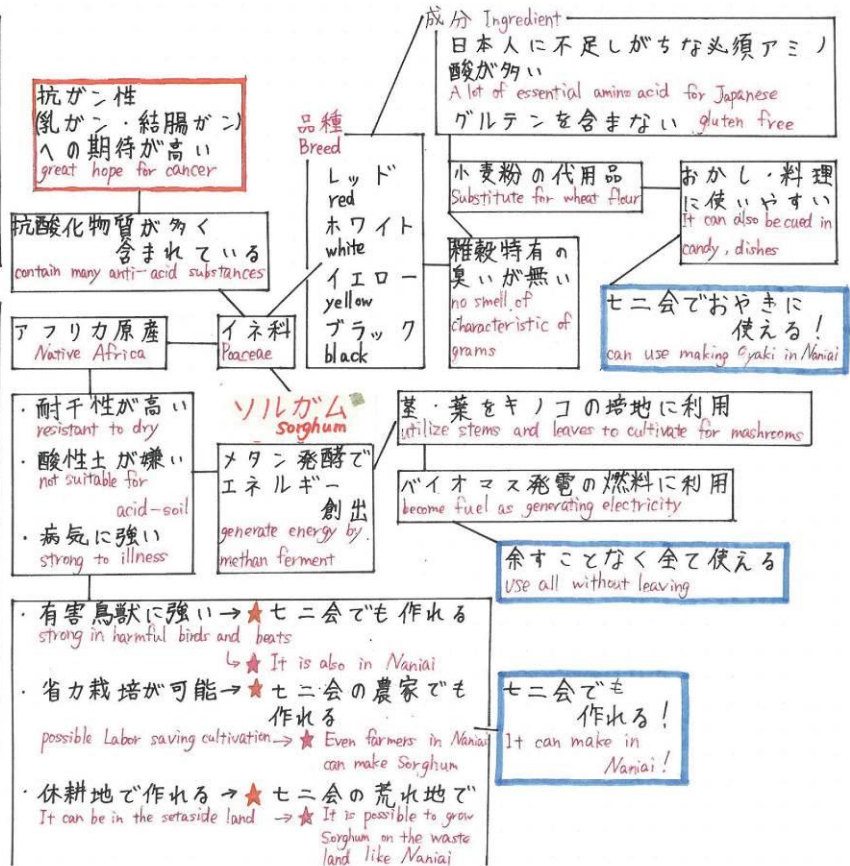 成分 Ingredient
日本人に不足しがちな必須アミノ
酸が多い
A lot of essential amino acid for Japanese
グルテンを含まない gluten free
抗ガン性
(乳ガン・結腸ガン)
への期待が高い
great hope for cancer
品種
Breed
レッド
red
ホワイト
white
イエロー
yellow
ブラック
black
小麦粉の代用品
Substitute for wheat flour
おかし・料理
に使いやすい
It can also be cued in
candy, dishes
抗酸化物質が多く
含まれている
contain many anti-acid substances
雑穀特有の
臭いが無い
no smell of
characteristic of
grams
七二会でおやきに
使える!
can use making Oyaki in Naniai
アフリカ原産
Native Africa
イネ科
Poaceae
ソルガム
Sorghum
・耐干性が高い
resistant to dry
・酸性土が嫌い
not suitable for
acid-soil
・病気に強い
strong to illness
メタン発酵で
エネルギー
創出
generate energy by
methan ferment
茎・葉をキノコの培地に利用
utilize stems and leaves to cultivate for mashrooms
バイオマス発電の燃料に利用
become fuel as generating electricity
余すことなく全て使える
use all without leaving
・有害鳥獣に強い→★七二会でも作れる
strong in harmful birds and beats
↳★ It is also in Naniai
・省力栽培が可能→★七二会の農家でも
作れる
possible Labor saving cultivation→★ Even farmers in Naniai
can make Sorghum
・休耕地で作れる→★七二会の荒れ地で
It can be in the setaside land →★ It is possible to grow
Sorghum on the waste
land like Naniai
七二会でも
作れる!
It can make in
Naniai!